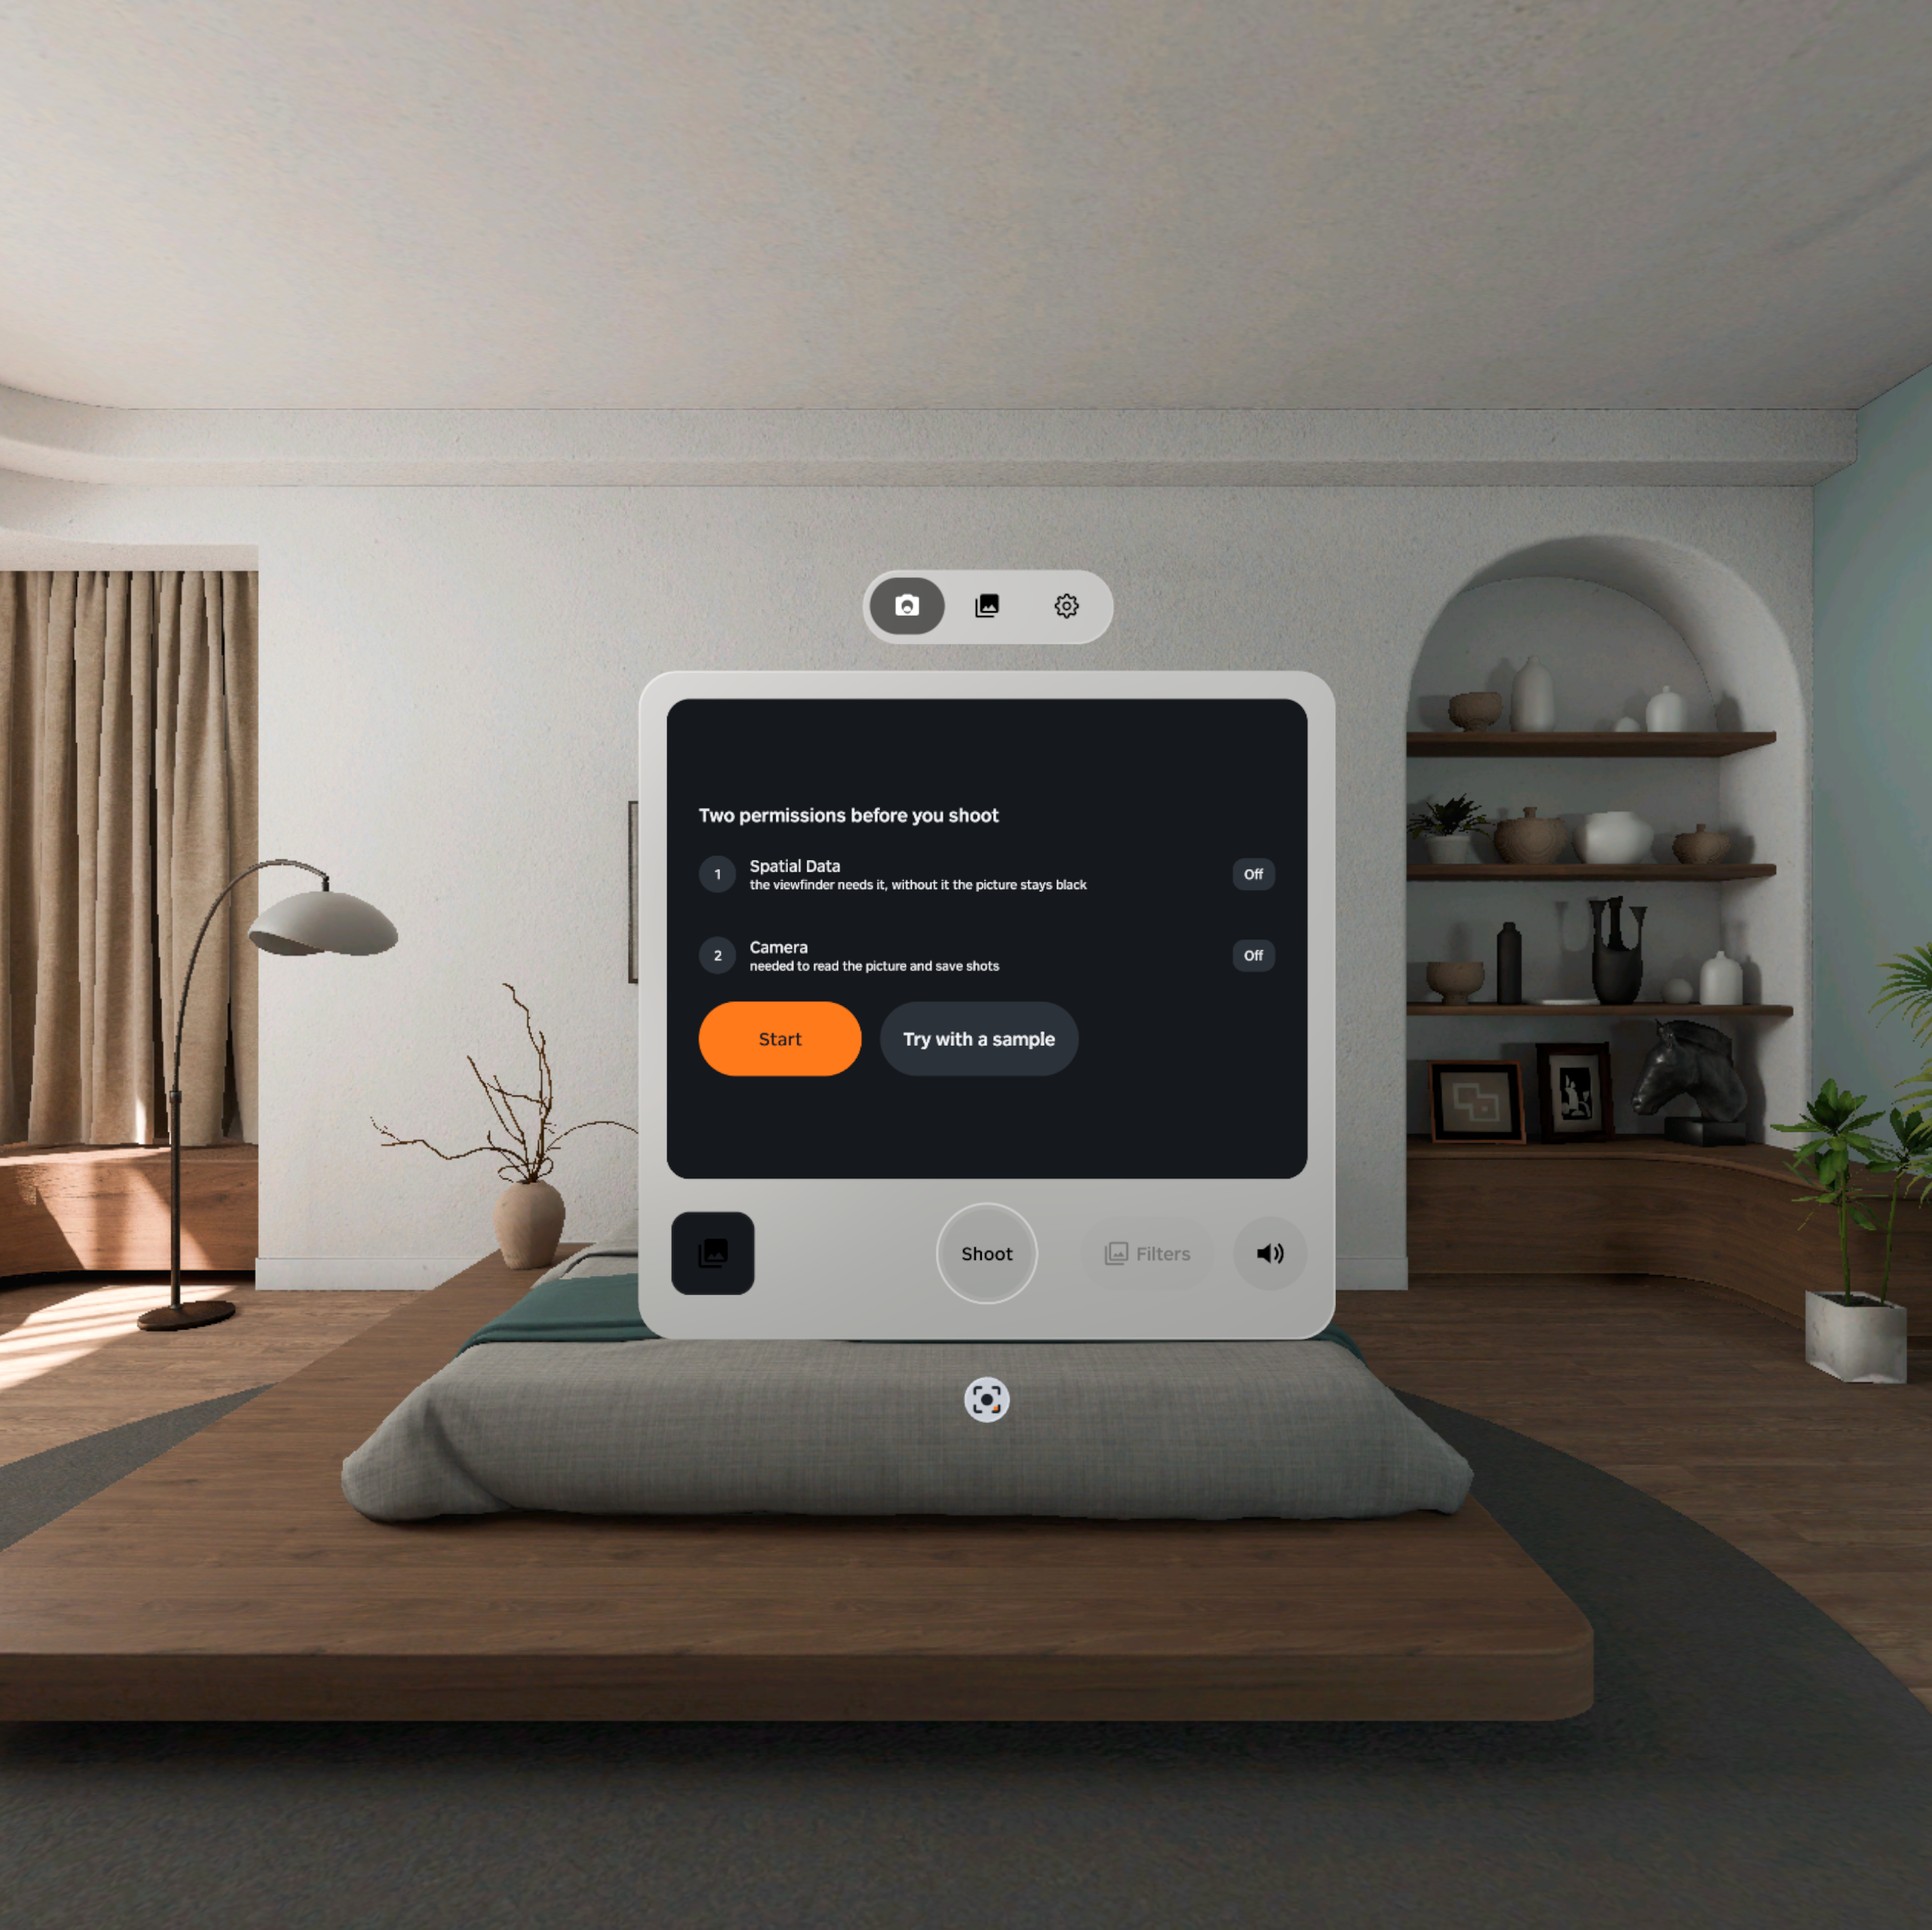 Two permissions before you shoot
1
Spatial Data
the viewfinder needs it, without it the picture stays black
Off
2
Camera
needed to read the picture and save shots
Off
Start
Try with a sample
Shoot
Filters